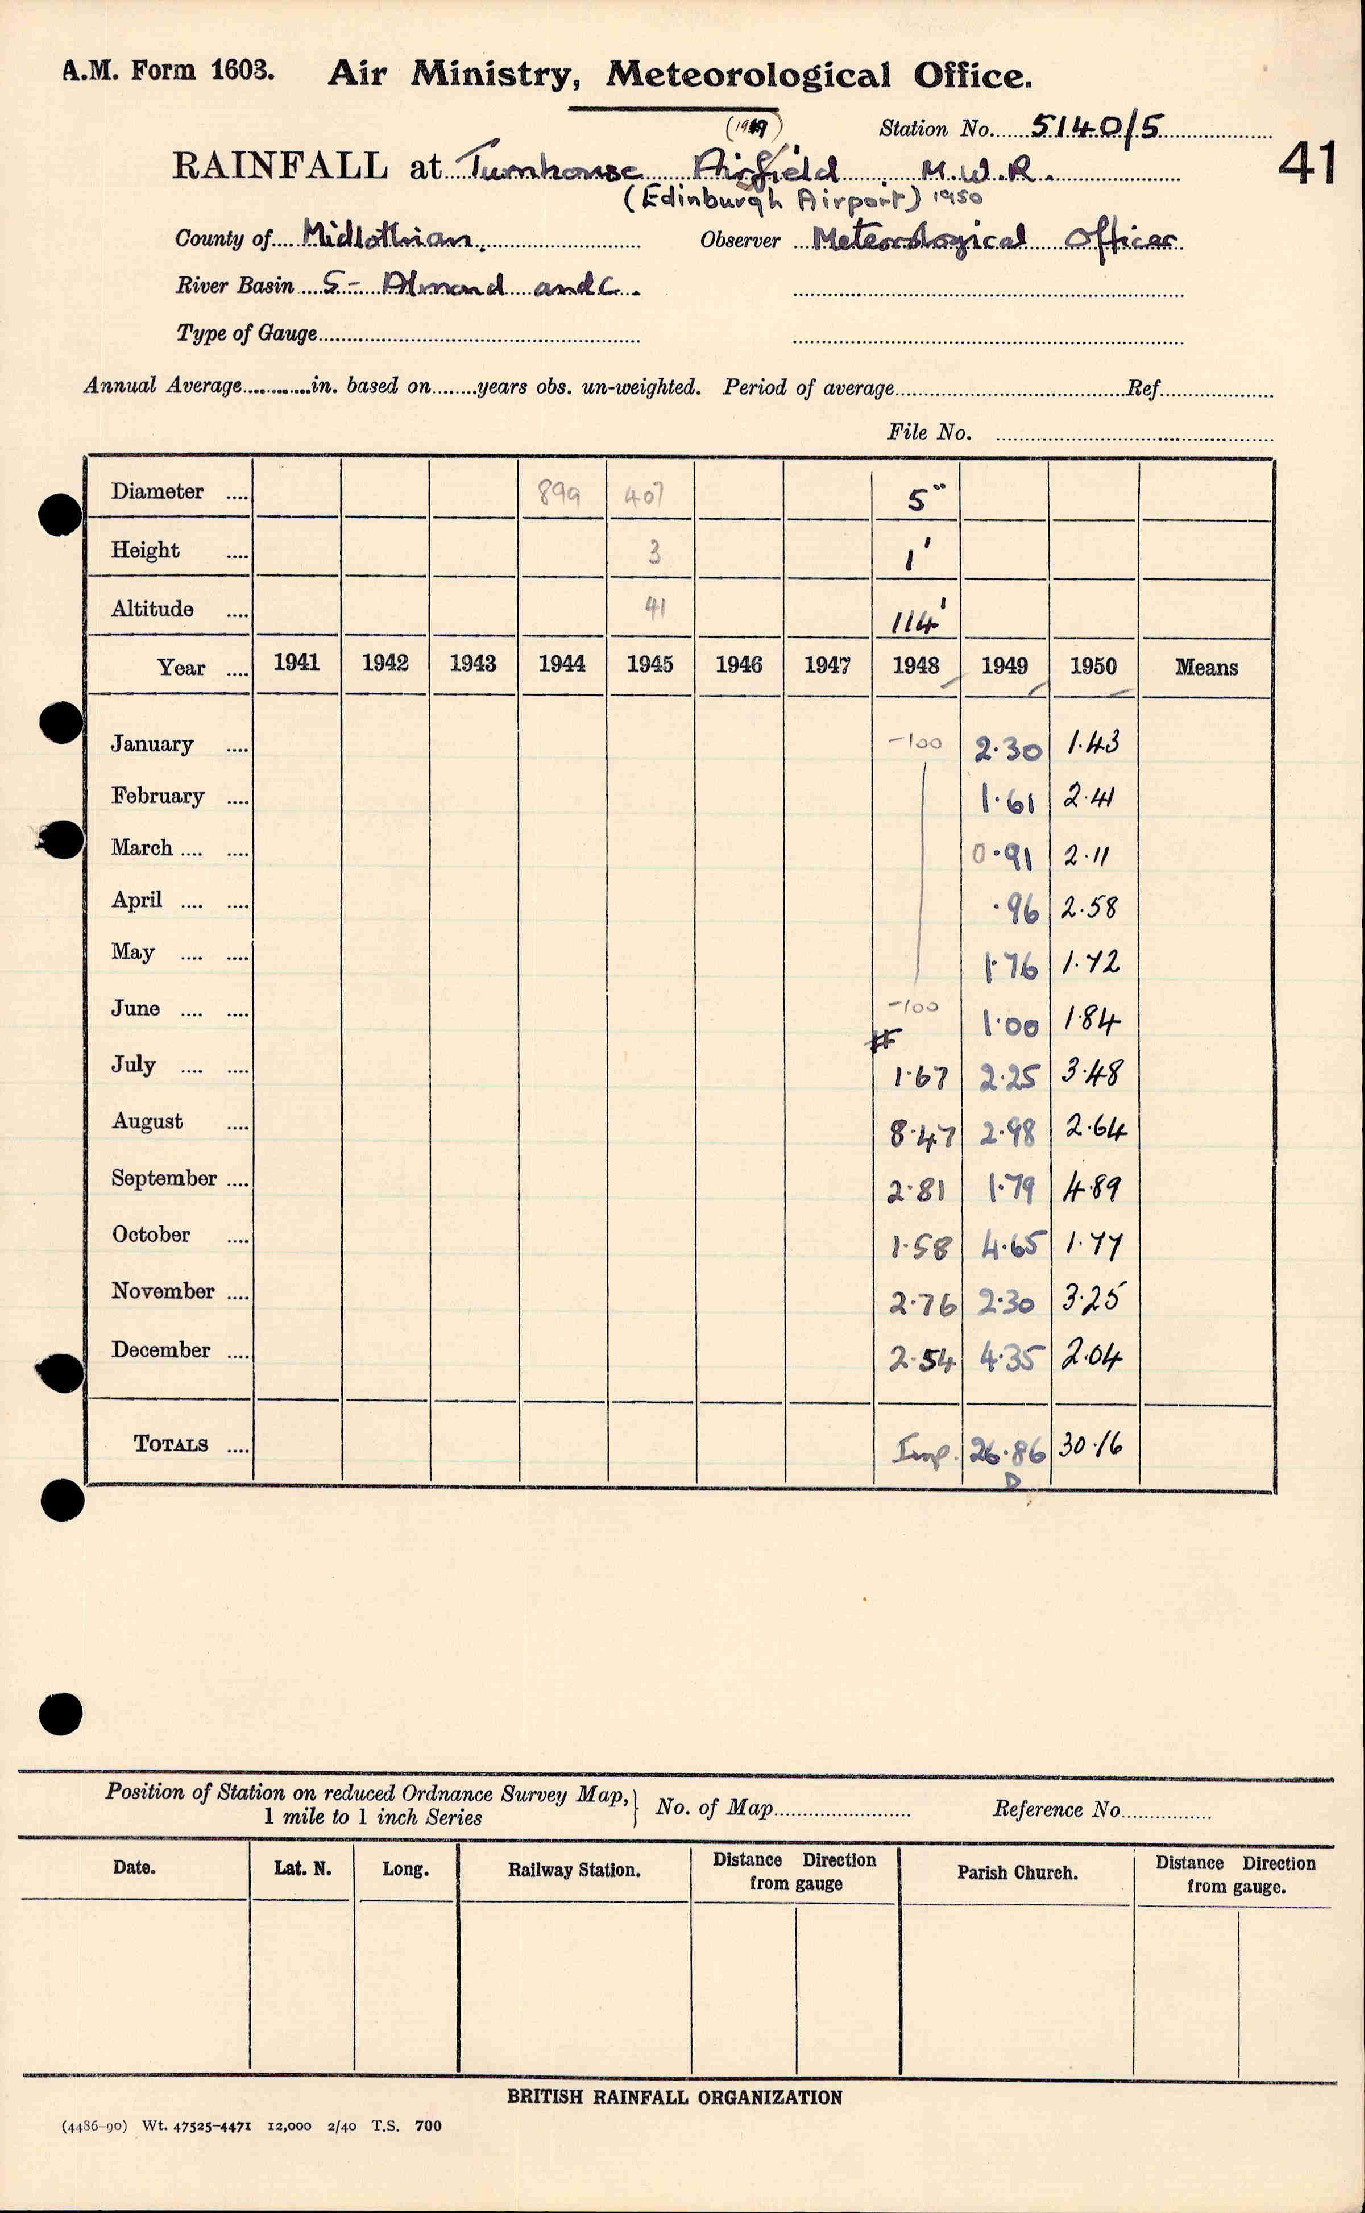 A.M. Form 1603. Air Ministry, Meteorological Office.
(1949) Station No. 5140/5
41
RAINFALL at Turnhouse Airfield M.W.R.
(Edinburgh Airport) 1950
County of Midlothian. Observer Meteorological Officer
River Basin S- Almond and c.
Type of Gauge
Annual Average in. based on years obs. un-weighted. Period of average Ref.
File No.
Diameter 899 407 5"
Height 3 1'
Altitude 41 114'
Year 1941 1942 1943 1944 1945 1946 1947 1948 1949 1950 Means
January -100 2.30 1.43
February 1.61 2.41
March 0.91 2.11
April .96 2.58
May 1.76 1.72
June -100 1.00 1.84
July 1.67 2.25 3.48
August 8.47 2.98 2.64
September 2.81 1.79 4.89
October 1.58 4.65 1.77
November 2.76 2.30 3.25
December 2.54 4.35 2.04
TOTALS Imp. 26.86 30.16
D
Position of Station on reduced Ordnance Survey Map, } No. of Map Reference No.
1 mile to 1 inch Series
Date. Lat. N. Long. Railway Station. Distance Direction from gauge Parish Church. Distance Direction from gauge.
BRITISH RAINFALL ORGANIZATION
(4486-90) Wt. 47525-4471 12,000 2/40 T.S. 700